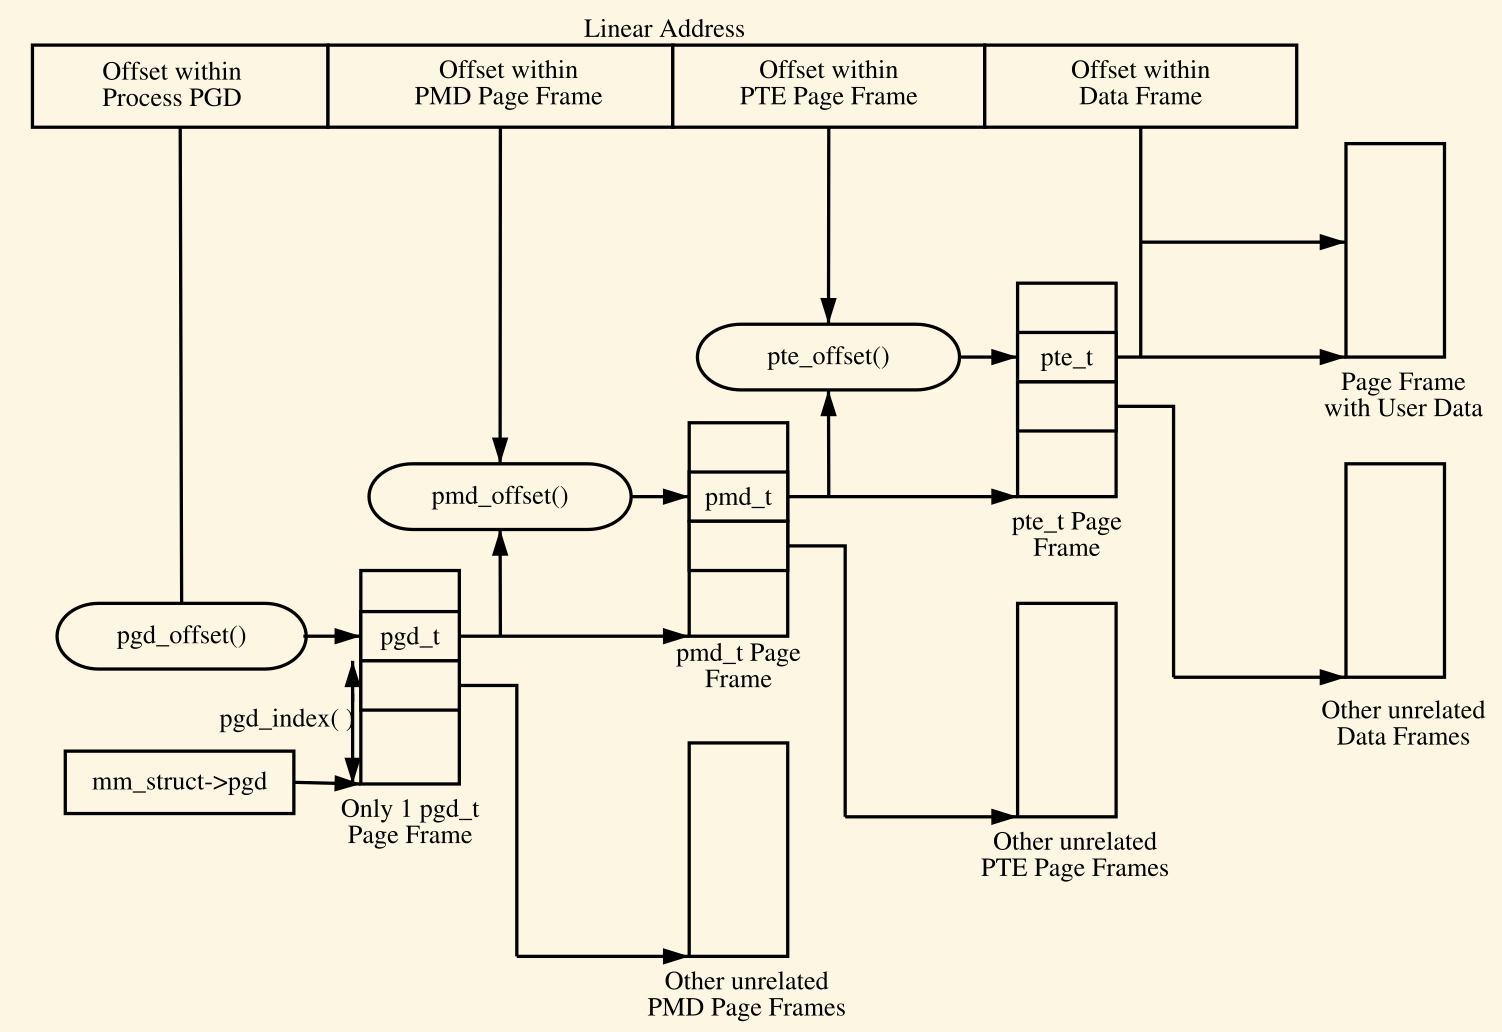 Linear Address
Offset within
Process PGD
Offset within
PMD Page Frame
Offset within
PTE Page Frame
Offset within
Data Frame
pte_offset()
pte_t
Page Frame
with User Data
pmd_offset()
pmd_t
pte_t Page
Frame
pgd_offset()
pgd_t
pmd_t Page
Frame
pgd_index( )
Other unrelated
Data Frames
mm_struct->pgd
Only 1 pgd_t
Page Frame
Other unrelated
PTE Page Frames
Other unrelated
PMD Page Frames